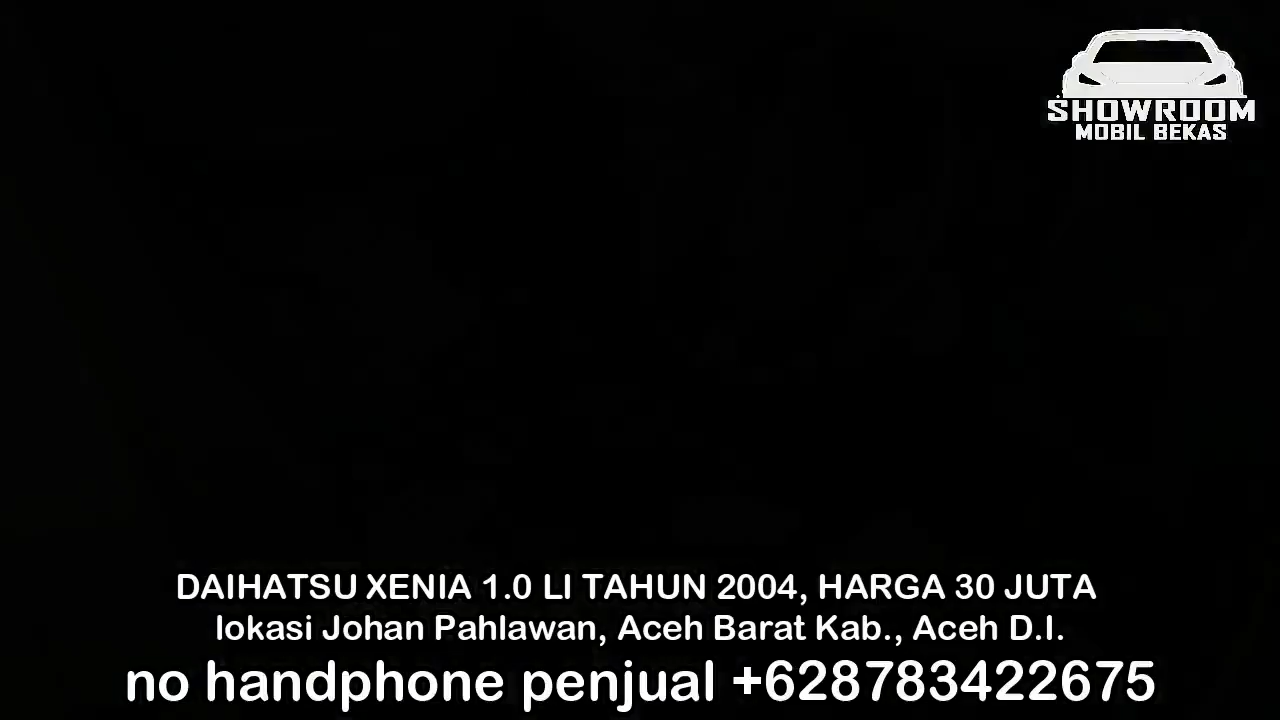 SHOWROOM
MOBIL BEKAS
DAIHATSU XENIA 1.0 LI TAHUN 2004, HARGA 30 JUTA
lokasi Johan Pahlawan, Aceh Barat Kab., Aceh D.I.
no handphone penjual +628783422675